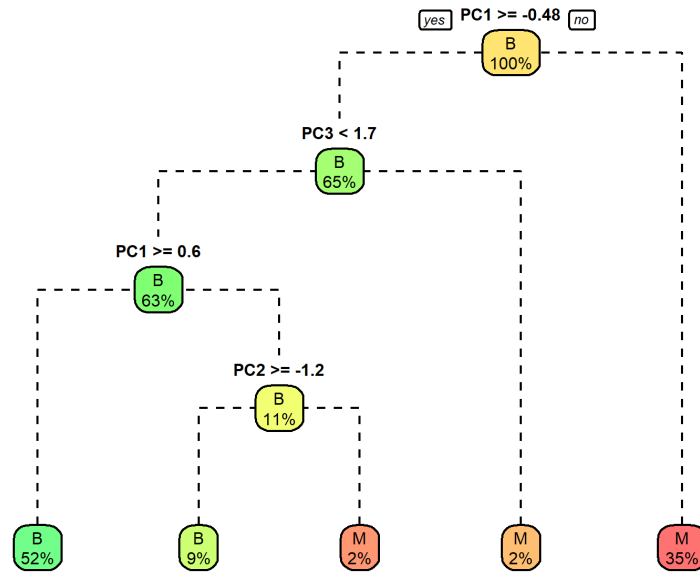 yes PC1 >= -0.48 no
B
100%
PC3 < 1.7
B
65%
PC1 >= 0.6
B
63%
PC2 >= -1.2
B
11%
B B M M M
52% 9% 2% 2% 35%